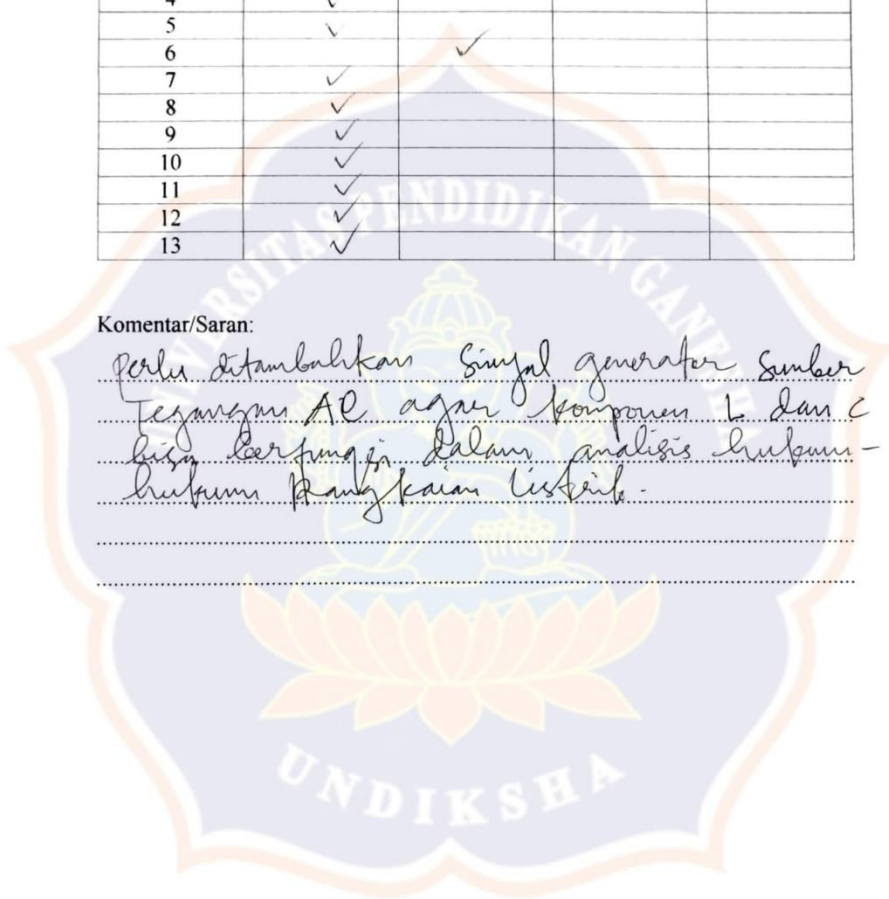 4 ✓
5 ✓
6 ✓
7 ✓
8 ✓
9 ✓
10 ✓
11 ✓
12 ✓
13 ✓
UNIVERSITAS PENDIDIKAN GANESHA
Komentar/Saran:
Perlu ditambahkan Sinyal generator Sumber
Tegangan AC agar komponen L dan C
bisa berfungsi dalam analisis hukum-
hukum Rangkaian Listrik.
UNDIKSHA